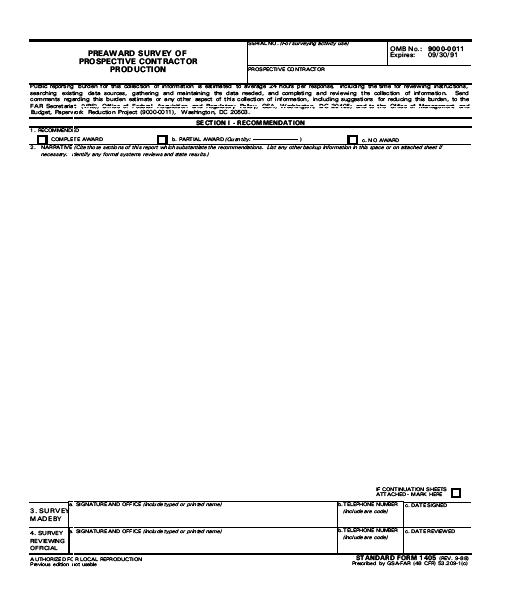 PREAWARD SURVEY OF
PROSPECTIVE CONTRACTOR
PRODUCTION
SERIAL NO. (For surveying activity use)
PROSPECTIVE CONTRACTOR
OMB No.: 9000-0011
Expires: 09/30/91
Public reporting burden for this collection of information is estimated to average 24 hours per response, including the time for reviewing instructions,
searching existing data sources, gathering and maintaining the data needed, and completing and reviewing the collection of information. Send
comments regarding this burden estimate or any other aspect of this collection of information, including suggestions for reducing this burden, to the
FAR Secretariat (VRS), Office of Federal Acquisition and Regulatory Policy, GSA, Washington, DC 20405; and to the Office of Management and
Budget, Paperwork Reduction Project (9000-0011), Washington, DC 20503.
SECTION I - RECOMMENDATION
1. RECOMMENDED
COMPLETE AWARD
b. PARTIAL AWARD (Quantity: )
c. NO AWARD
2. NARRATIVE (Cite those sections of this report which substantiate the recommendations. List any other backup information in this space or on attached sheet if
necessary. Identify any formal systems reviews and state results.)
IF CONTINUATION SHEETS
ATTACHED - MARK HERE
3. SURVEY
MADE BY
a. SIGNATURE AND OFFICE (Include typed or printed name)
b. TELEPHONE NUMBER
(Include are code)
c. DATE SIGNED
4. SURVEY
REVIEWING
OFFICIAL
a. SIGNATURE AND OFFICE (Include typed or printed name)
b. TELEPHONE NUMBER
(Include are code)
c. DATE REVIEWED
AUTHORIZED FOR LOCAL REPRODUCTION
Previous edition not usable
STANDARD FORM 1405 (REV. 9-88)
Prescribed by GSA-FAR (48 CFR) 53.209-1(c)